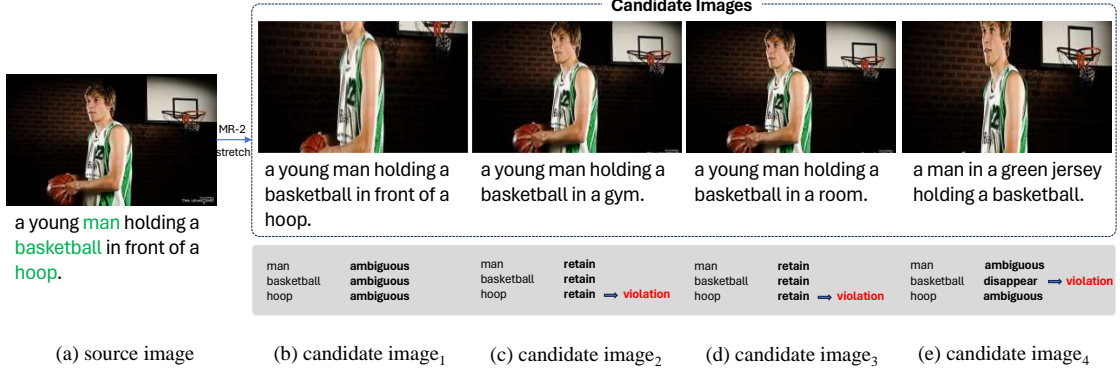 Candidate Images
MR-2
stretch
a young man holding a
basketball in front of a
hoop.
a young man holding a
basketball in front of a
hoop.
a young man holding a
basketball in a gym.
a young man holding a
basketball in a room.
a man in a green jersey
holding a basketball.
man ambiguous
basketball ambiguous
hoop ambiguous
man retain
basketball retain
hoop retain ⇒ violation
man retain
basketball retain
hoop retain ⇒ violation
man ambiguous
basketball disappear ⇒ violation
hoop ambiguous
(a) source image
(b) candidate image₁
(c) candidate image₂
(d) candidate image₃
(e) candidate image₄